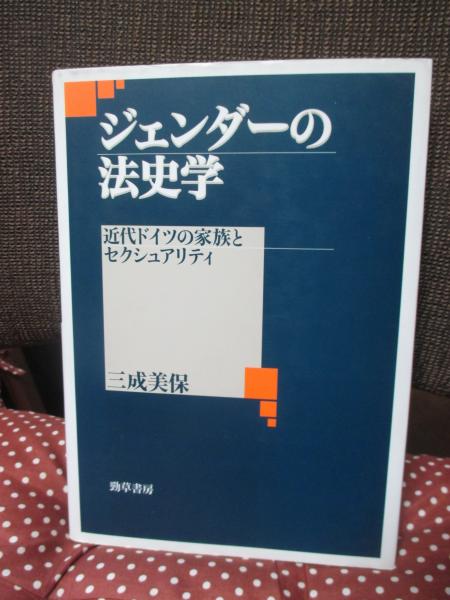 ジェンダーの
法史学
近代ドイツの家族と
セクシュアリティ
三成美保
勁草書房